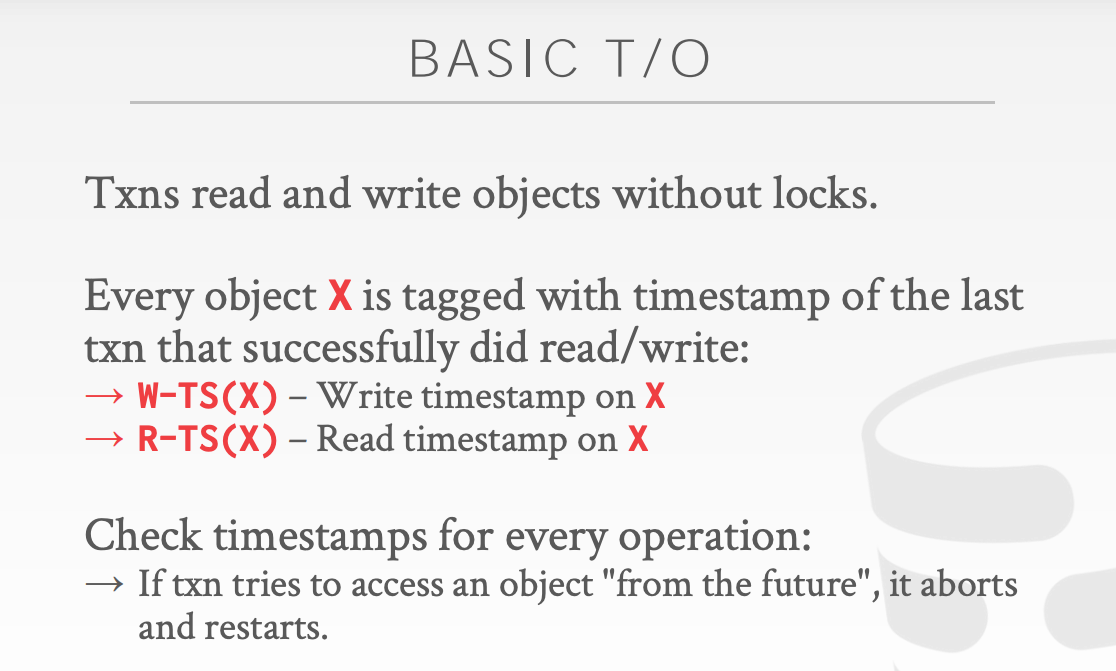 BASIC T/O
Txns read and write objects without locks.
Every object X is tagged with timestamp of the last
txn that successfully did read/write:
→ W-TS(X) – Write timestamp on X
→ R-TS(X) – Read timestamp on X
Check timestamps for every operation:
→ If txn tries to access an object "from the future", it aborts
and restarts.